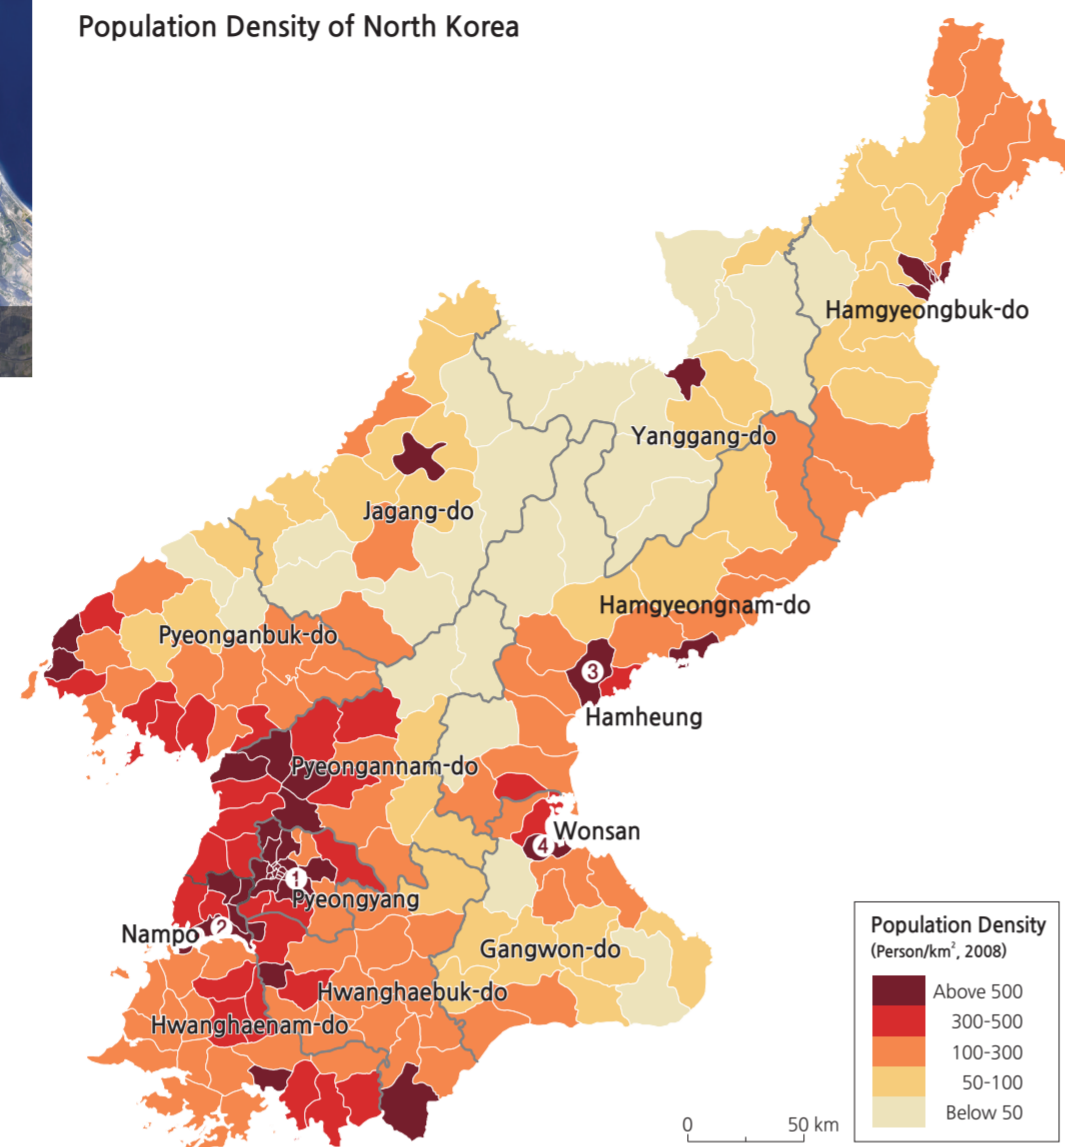 Population Density of North Korea
Hamgyeongbuk-do
Yanggang-do
Jagang-do
Hamgyeongnam-do
Pyeonganbuk-do
3
Hamheung
Pyeongannam-do
Wonsan
4
1
Pyeongyang
Nampo
2
Gangwon-do
Hwanghaebuk-do
Hwanghaenam-do
Population Density
(Person/km², 2008)
Above 500
300-500
100-300
50-100
Below 50
0 50 km